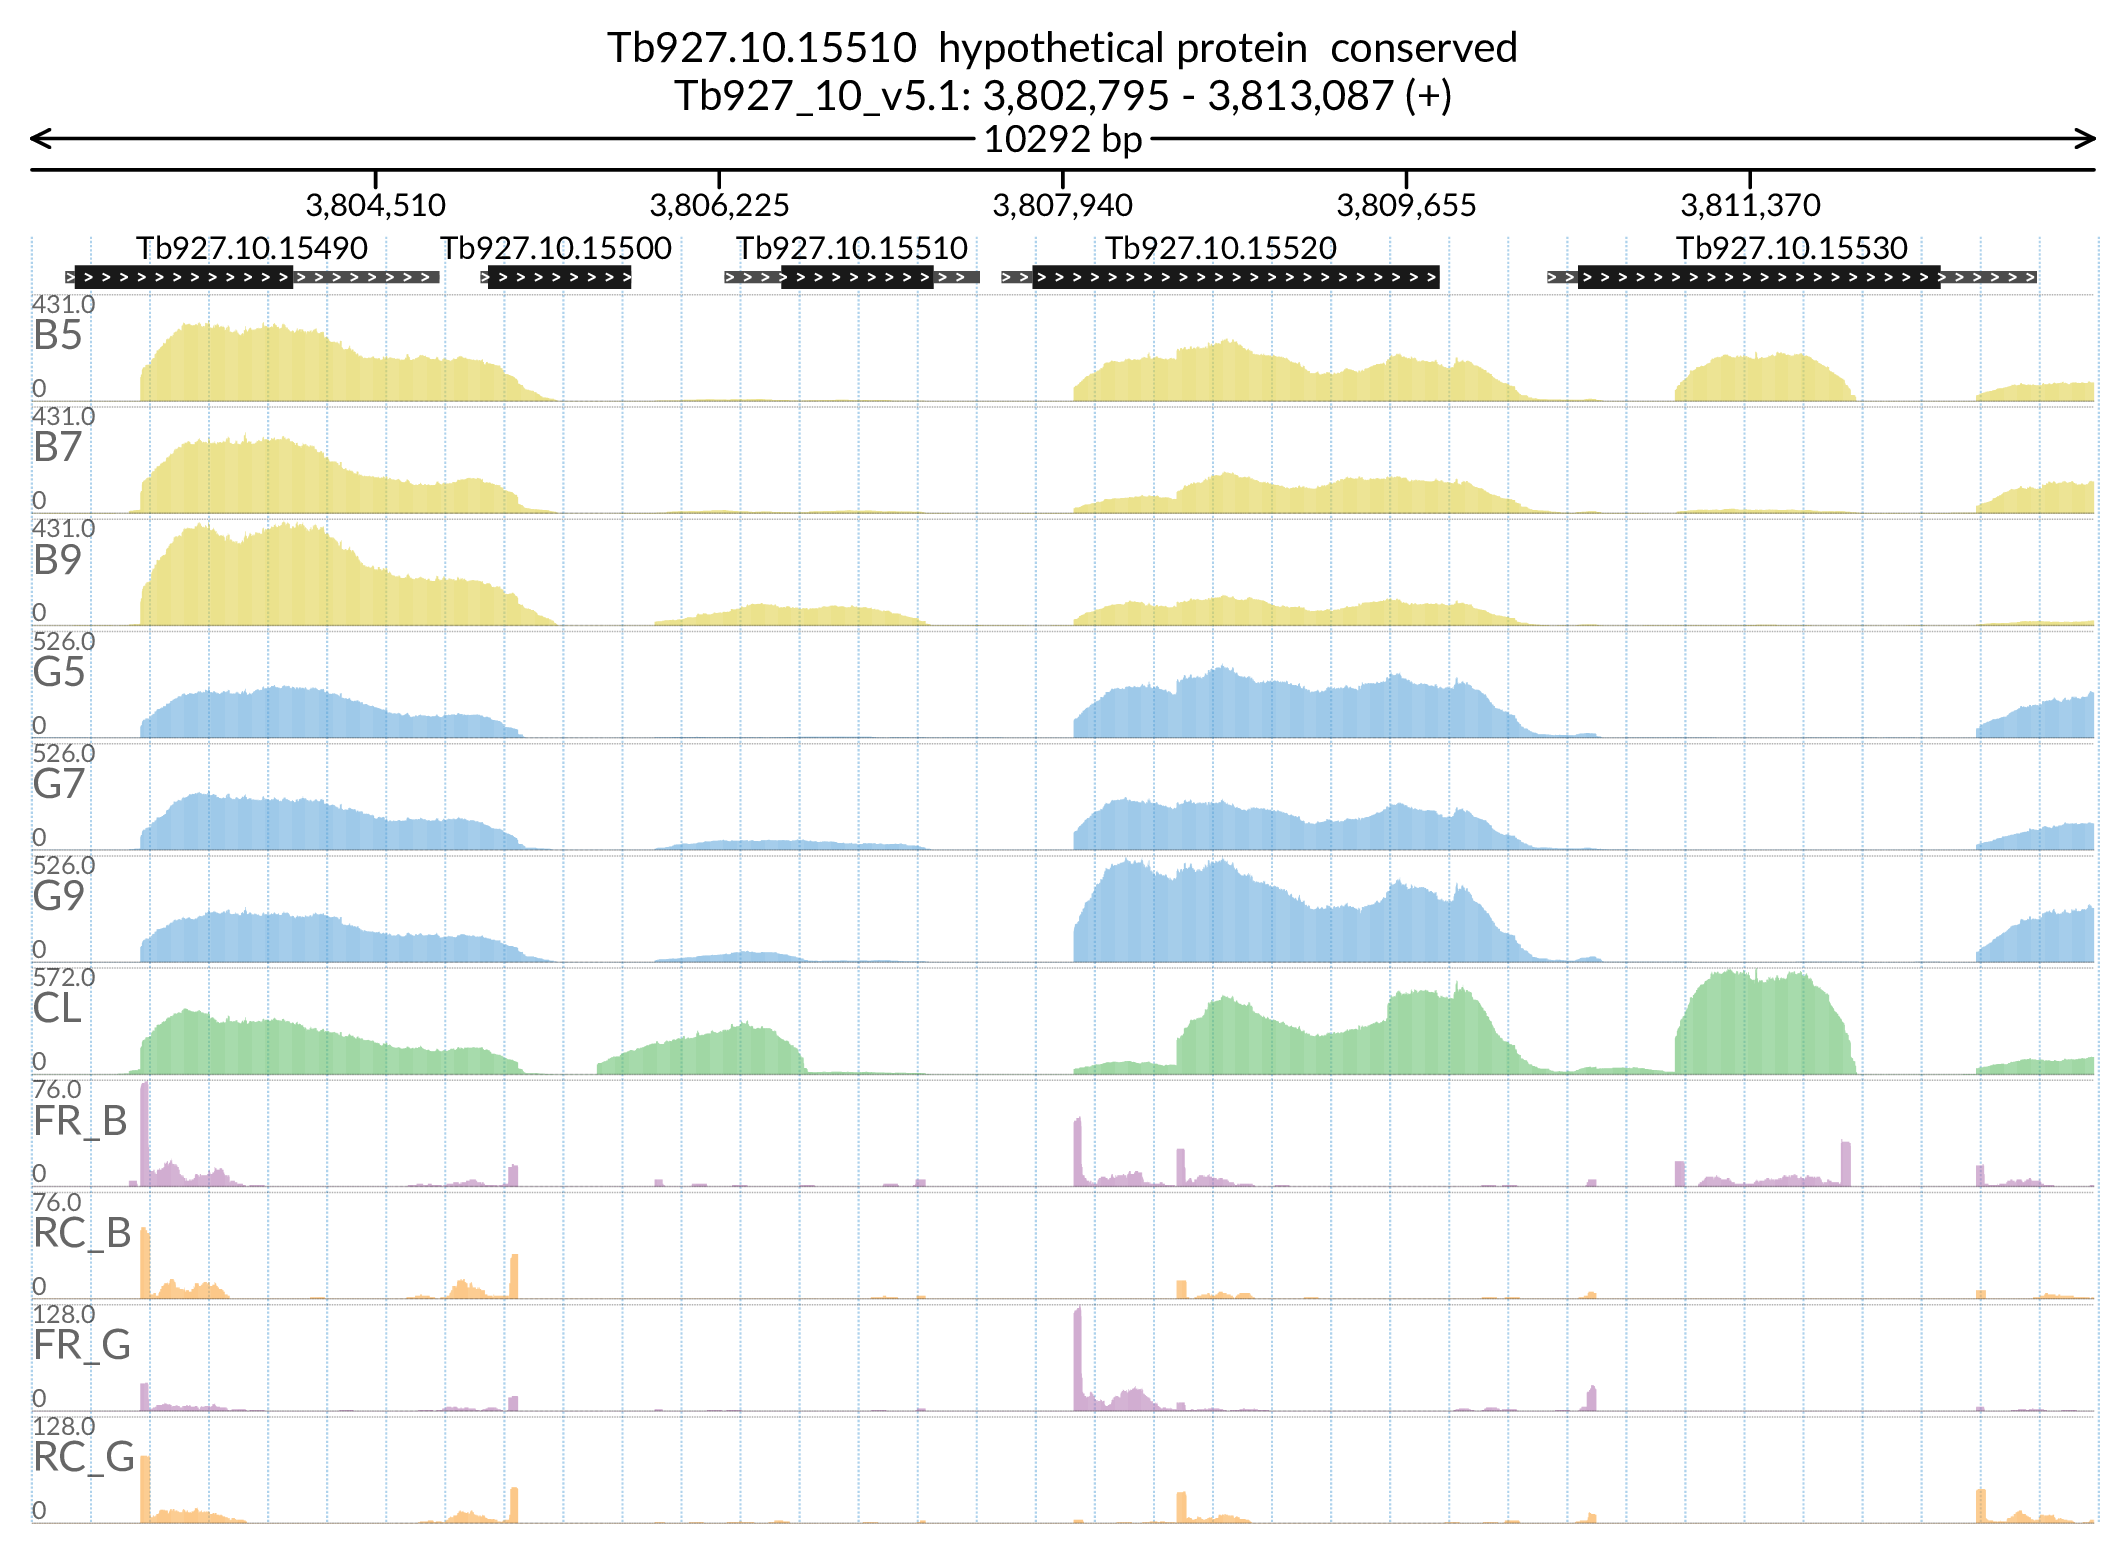 Tb927.10.15510 hypothetical protein conserved
Tb927_10_v5.1: 3,802,795 - 3,813,087 (+)
10292 bp
3,804,510 3,806,225 3,807,940 3,809,655 3,811,370
Tb927.10.15490 Tb927.10.15500 Tb927.10.15510 Tb927.10.15520 Tb927.10.15530
431.0
B5
0
431.0
B7
0
431.0
B9
0
526.0
G5
0
526.0
G7
0
526.0
G9
0
572.0
CL
0
76.0
FR_B
0
76.0
RC_B
0
128.0
FR_G
0
128.0
RC_G
0